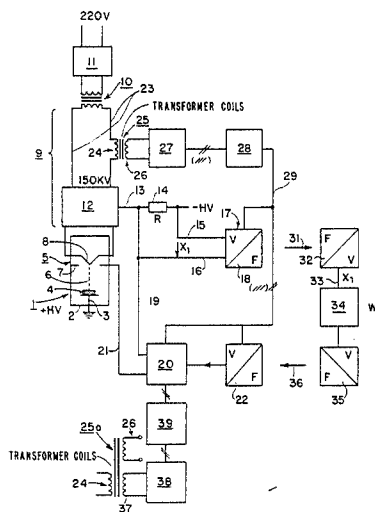 220V
11
10
23
TRANSFORMER COILS
25
9
24
26
27
28
(///)
150KV
13
14
29
12
R
-HV
17
15
V
31
F
8
X1
32
V
5
7
16
F
18
33
X1
6
(///)
34
W
4
19
1
+HV
2
3
21
20
V
F
22
36
V
F
35
39
25a
26
TRANSFORMER COILS
24
38
37